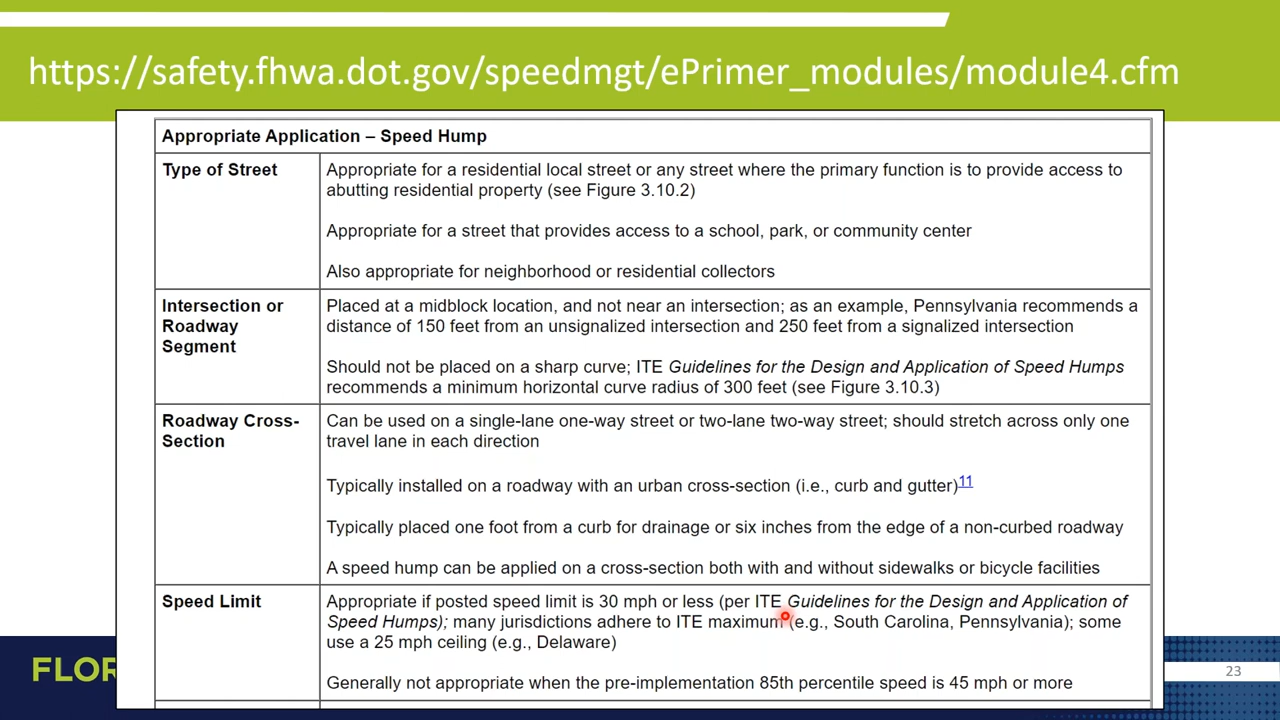 https://safety.fhwa.dot.gov/speedmgt/ePrimer_modules/module4.cfm
Appropriate Application – Speed Hump
Type of Street
Appropriate for a residential local street or any street where the primary function is to provide access to
abutting residential property (see Figure 3.10.2)
Appropriate for a street that provides access to a school, park, or community center
Also appropriate for neighborhood or residential collectors
Intersection or
Roadway
Segment
Placed at a midblock location, and not near an intersection; as an example, Pennsylvania recommends a
distance of 150 feet from an unsignalized intersection and 250 feet from a signalized intersection
Should not be placed on a sharp curve; ITE Guidelines for the Design and Application of Speed Humps
recommends a minimum horizontal curve radius of 300 feet (see Figure 3.10.3)
Roadway Cross-
Section
Can be used on a single-lane one-way street or two-lane two-way street; should stretch across only one
travel lane in each direction
Typically installed on a roadway with an urban cross-section (i.e., curb and gutter)11
Typically placed one foot from a curb for drainage or six inches from the edge of a non-curbed roadway
A speed hump can be applied on a cross-section both with and without sidewalks or bicycle facilities
Speed Limit
Appropriate if posted speed limit is 30 mph or less (per ITE Guidelines for the Design and Application of
Speed Humps); many jurisdictions adhere to ITE maximum (e.g., South Carolina, Pennsylvania); some
use a 25 mph ceiling (e.g., Delaware)
Generally not appropriate when the pre-implementation 85th percentile speed is 45 mph or more
FLOR
23